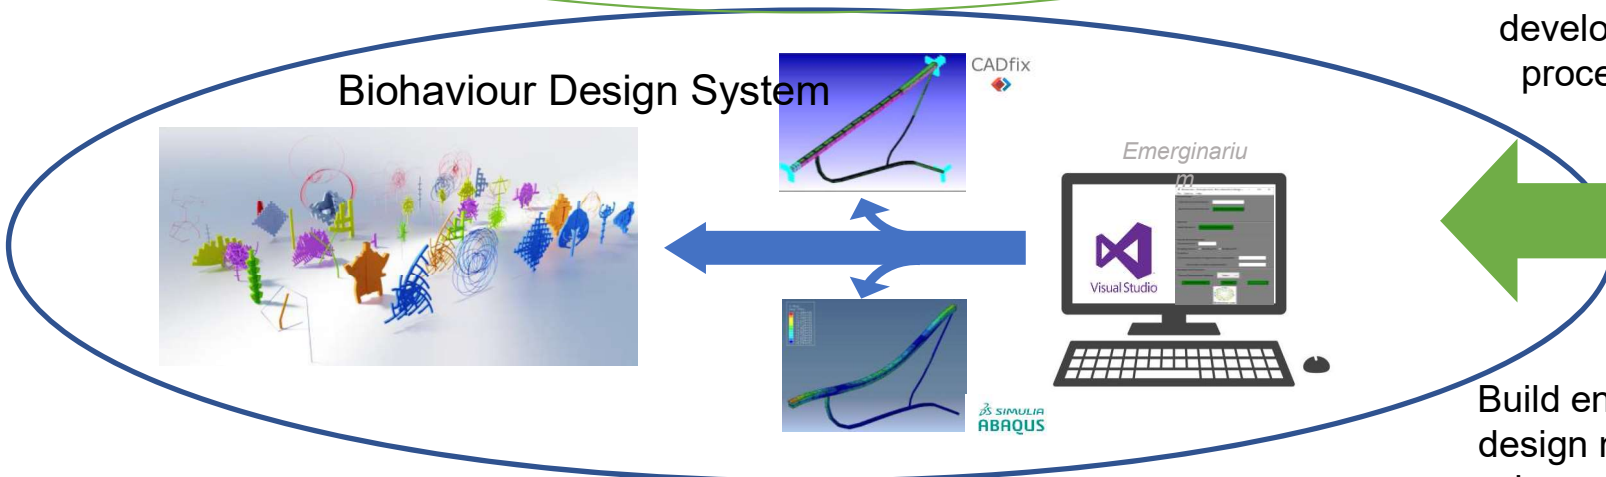 develo
proce
Biohaviour Design System
CADfix
Emerginariu
m
Visual Studio
SIMULIA
ABAQUS
Build en
design r